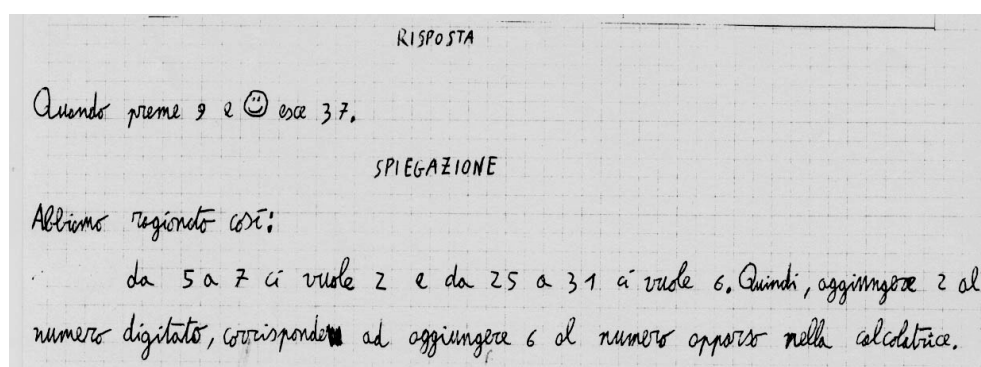 RISPOSTA
Quando preme 9 e ☺ esce 37.
SPIEGAZIONE
Abbiamo ragionato così:
da 5 a 7 ci vuole 2 e da 25 a 31 ci vuole 6. Quindi, aggiungere 2 al
numero digitato, corrisponde ad aggiungere 6 al numero apparso nella calcolatrice.